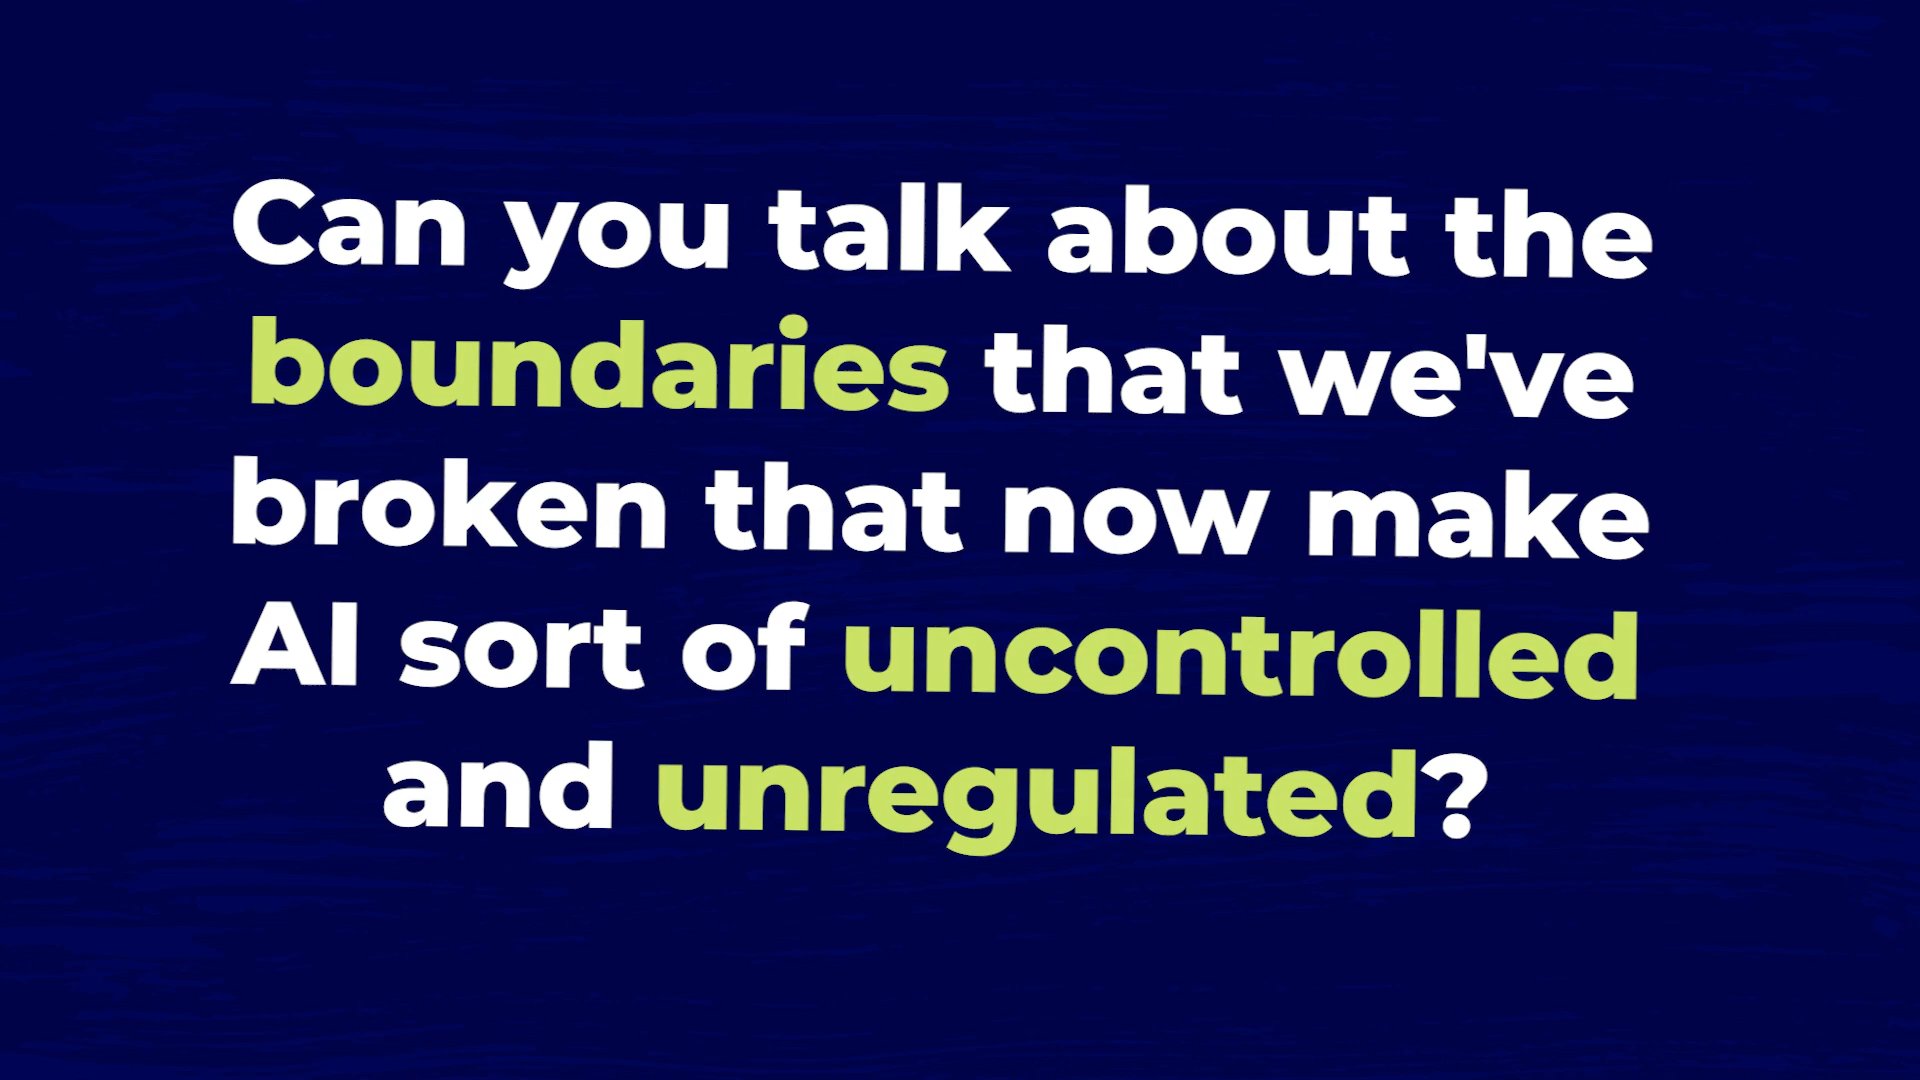 Can you talk about the
boundaries that we've
broken that now make
AI sort of uncontrolled
and unregulated?